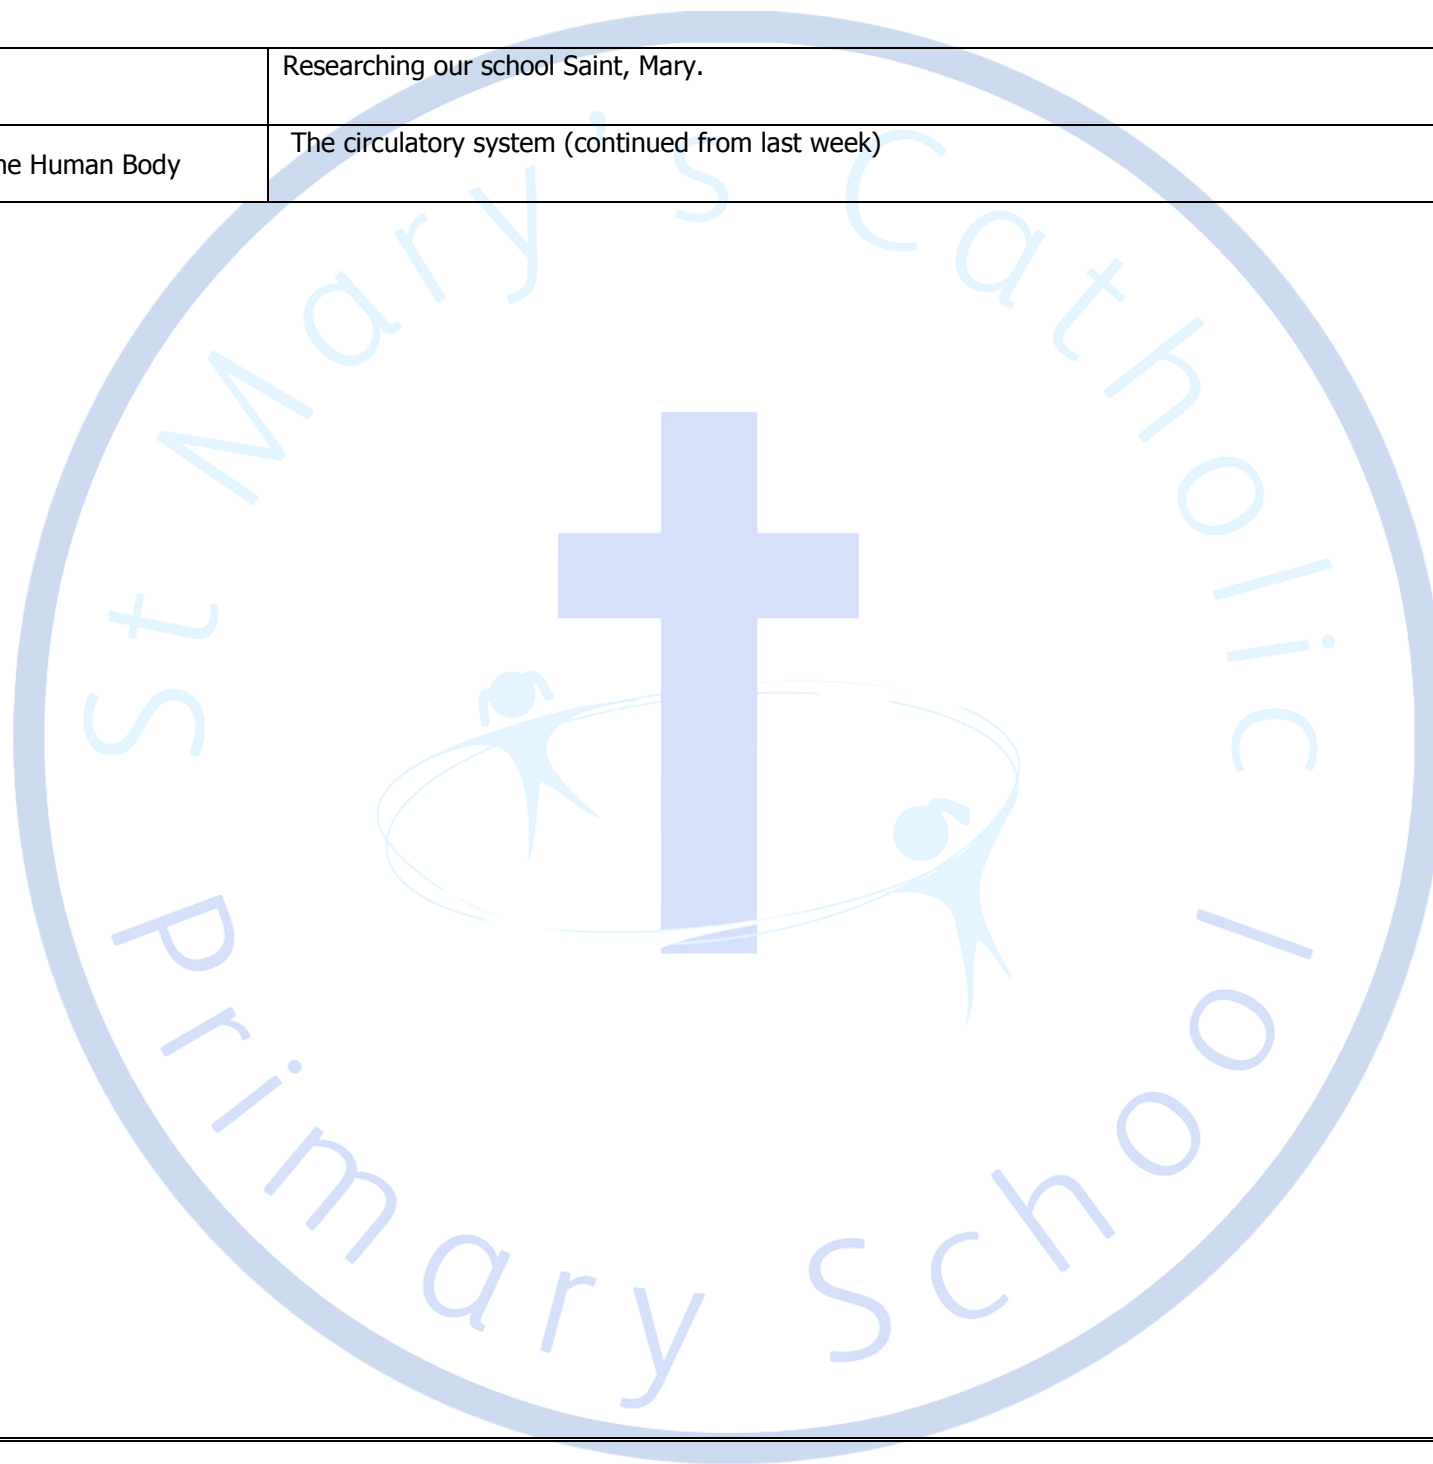 Researching our school Saint, Mary.
The circulatory system (continued from last week)
he Human Body
St Mary's Catholic
Primary School